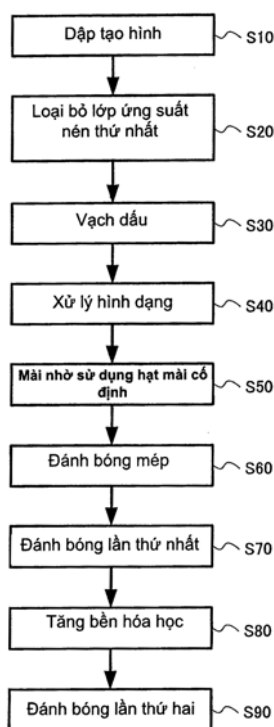 Dập tạo hình
S10
Loại bỏ lớp ứng suất
nén thứ nhất
S20
Vạch dấu
S30
Xử lý hình dạng
S40
Mài nhờ sử dụng hạt mài cố
định
S50
Đánh bóng mép
S60
Đánh bóng lần thứ nhất
S70
Tăng bền hóa học
S80
Đánh bóng lần thứ hai
S90